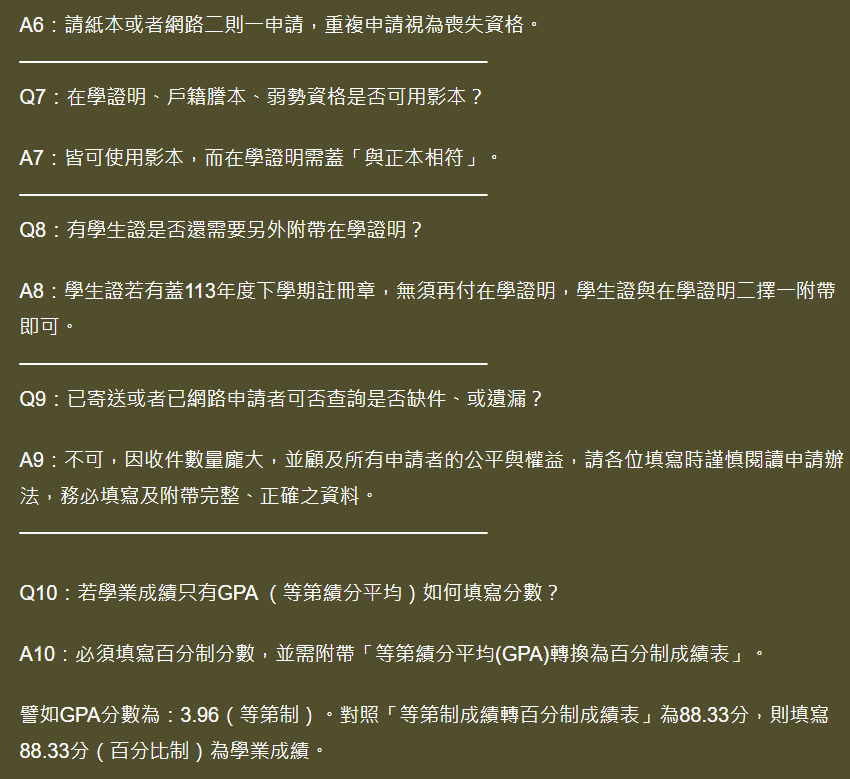 A6：請紙本或者網路二則一申請，重複申請視為喪失資格。
Q7：在學證明、戶籍謄本、弱勢資格是否可用影本？
A7：皆可使用影本，而在學證明需蓋「與正本相符」。
Q8：有學生證是否還需要另外附帶在學證明？
A8：學生證若有蓋113年度下學期註冊章，無須再付在學證明，學生證與在學證明二擇一附帶
即可。
Q9：已寄送或者已網路申請者可否查詢是否缺件、或遺漏？
A9：不可，因收件數量龐大，並顧及所有申請者的公平與權益，請各位填寫時謹慎閱讀申請辦
法，務必填寫及附帶完整、正確之資料。
Q10：若學業成績只有GPA （等第績分平均）如何填寫分數？
A10：必須填寫百分制分數，並需附帶「等第績分平均(GPA)轉換為百分制成績表」。
譬如GPA分數為：3.96（等第制）。對照「等第制成績轉百分制成績表」為88.33分，則填寫
88.33分（百分比制）為學業成績。